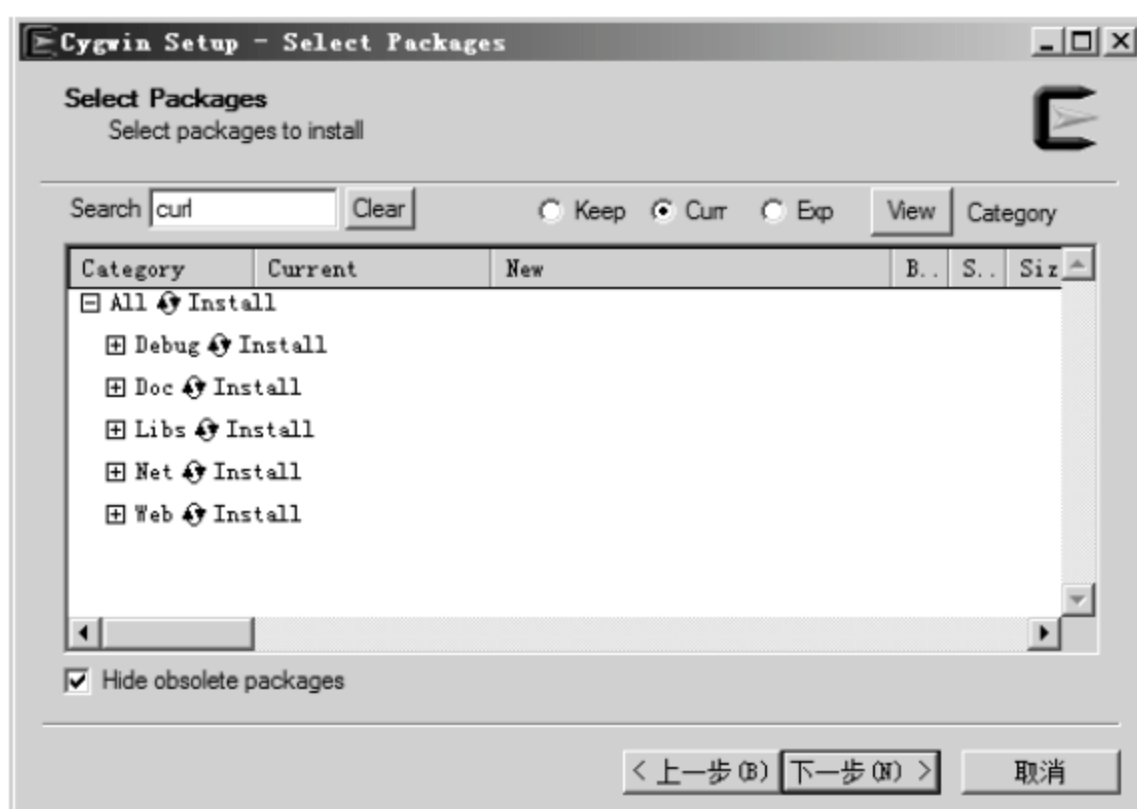 Cygwin Setup - Select Packages
Select Packages
Select packages to install
Search curl Clear Keep Curr Exp View Category
Category Current New B.. S.. Siz
All Install
Debug Install
Doc Install
Libs Install
Net Install
Web Install
Hide obsolete packages
< 上一步(B) 下一步(N) > 取消